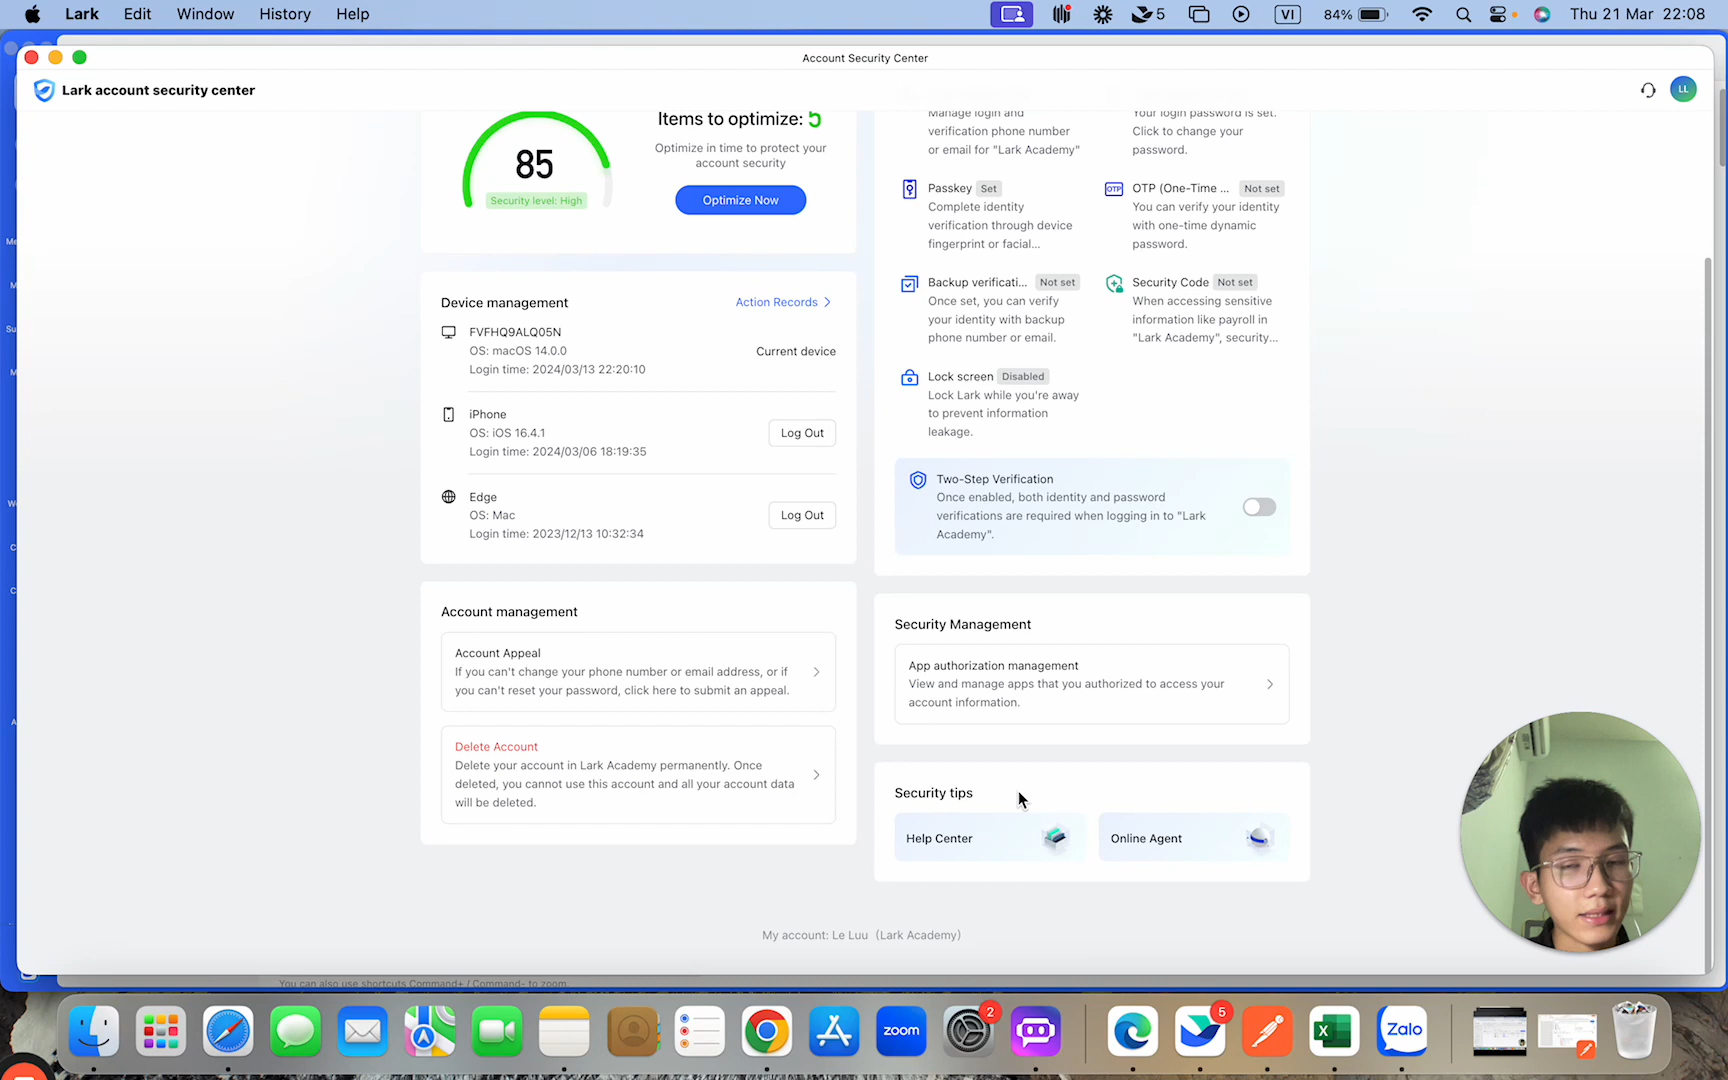 Lark Edit Window History Help
5 VI 84% Thu 21 Mar 22:08
Account Security Center
Lark account security center
LL
85
Security level: High
Items to optimize: 5
Optimize in time to protect your
account security
Optimize Now
Device management
Action Records
FVFHQ9ALQ05N
OS: macOS 14.0.0
Login time: 2024/03/13 22:20:10
Current device
iPhone
OS: iOS 16.4.1
Login time: 2024/03/06 18:19:35
Log Out
Edge
OS: Mac
Login time: 2023/12/13 10:32:34
Log Out
Account management
Account Appeal
If you can't change your phone number or email address, or if
you can't reset your password, click here to submit an appeal.
Delete Account
Delete your account in Lark Academy permanently. Once
deleted, you cannot use this account and all your account data
will be deleted.
Manage login and
verification phone number
or email for "Lark Academy"
Your login password is set.
Click to change your
password.
Passkey Set
Complete identity
verification through device
fingerprint or facial...
OTP
OTP (One-Time ... Not set
You can verify your identity
with one-time dynamic
password.
Backup verificati... Not set
Once set, you can verify
your identity with backup
phone number or email.
Security Code Not set
When accessing sensitive
information like payroll in
"Lark Academy", security...
Lock screen Disabled
Lock Lark while you're away
to prevent information
leakage.
Two-Step Verification
Once enabled, both identity and password
verifications are required when logging in to "Lark
Academy".
Security Management
App authorization management
View and manage apps that you authorized to access your
account information.
Security tips
Help Center
Online Agent
My account: Le Luu (Lark Academy)
You can also use shortcuts Command+ / Command- to zoom.
zoom
2
5
X
Zalo